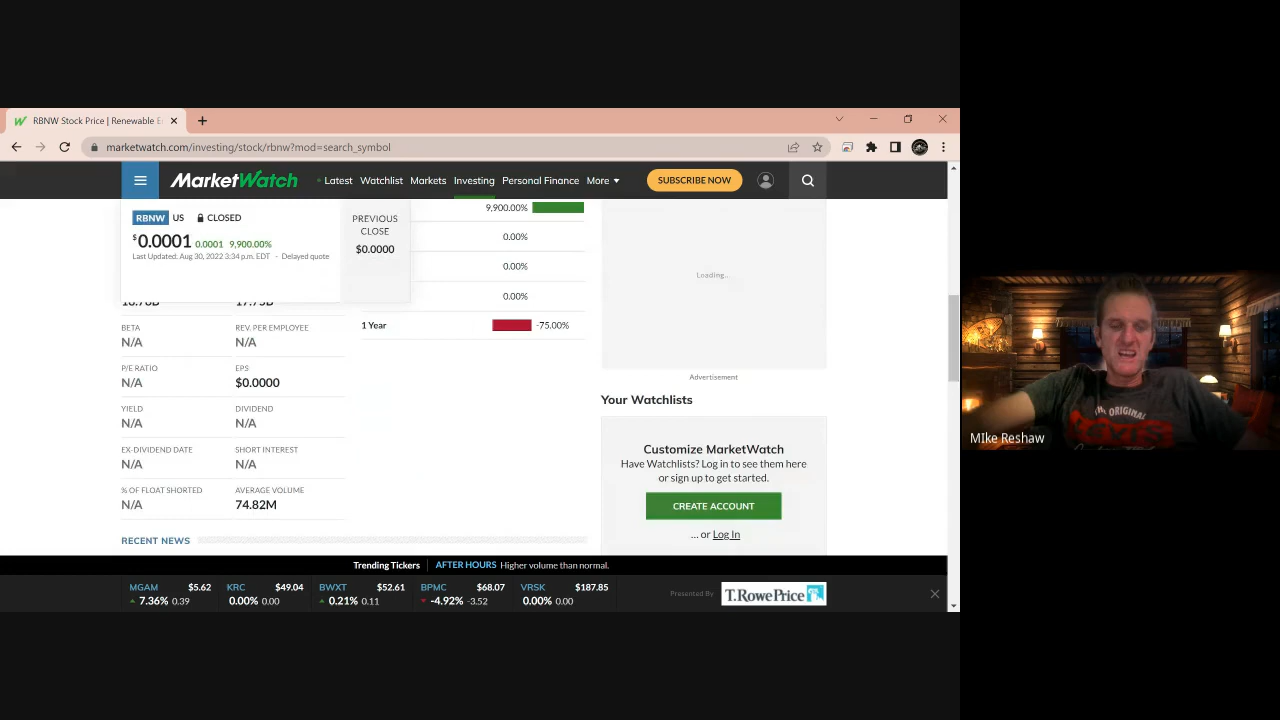 RBNW Stock Price | Renewable E
marketwatch.com/investing/stock/rbnw?mod=search_symbol
MarketWatch
Latest Watchlist Markets Investing Personal Finance More SUBSCRIBE NOW
RBNW US CLOSED
$0.0001 0.0001 9,900.00%
Last Updated: Aug 30, 2022 3:34 p.m. EDT - Delayed quote
PREVIOUS
CLOSE
$0.0000
9,900.00%
0.00%
0.00%
0.00%
1 Year -75.00%
BETA REV. PER EMPLOYEE
N/A N/A
P/E RATIO EPS
N/A $0.0000
YIELD DIVIDEND
N/A N/A
EX-DIVIDEND DATE SHORT INTEREST
N/A N/A
% OF FLOAT SHORTED AVERAGE VOLUME
N/A 74.82M
RECENT NEWS
Loading..
Advertisement
Your Watchlists
Customize MarketWatch
Have Watchlists? Log in to see them here
or sign up to get started.
CREATE ACCOUNT
... or Log In
Trending Tickers AFTER HOURS Higher volume than normal.
MGAM $5.62 KRC $49.04 BWXT $52.61 BPMC $68.07 VRSK $187.85
7.36% 0.39 0.00% 0.00 0.21% 0.11 -4.92% -3.52 0.00% 0.00
Presented By T.RowePrice
MIke Reshaw
THE ORIGINAL